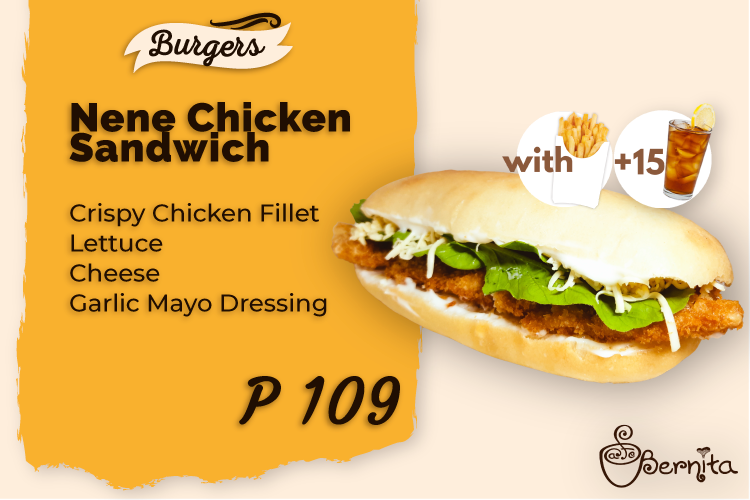 Burgers
Nene Chicken
Sandwich
with
+15
Crispy Chicken Fillet
Lettuce
Cheese
Garlic Mayo Dressing
P 109
Bernita